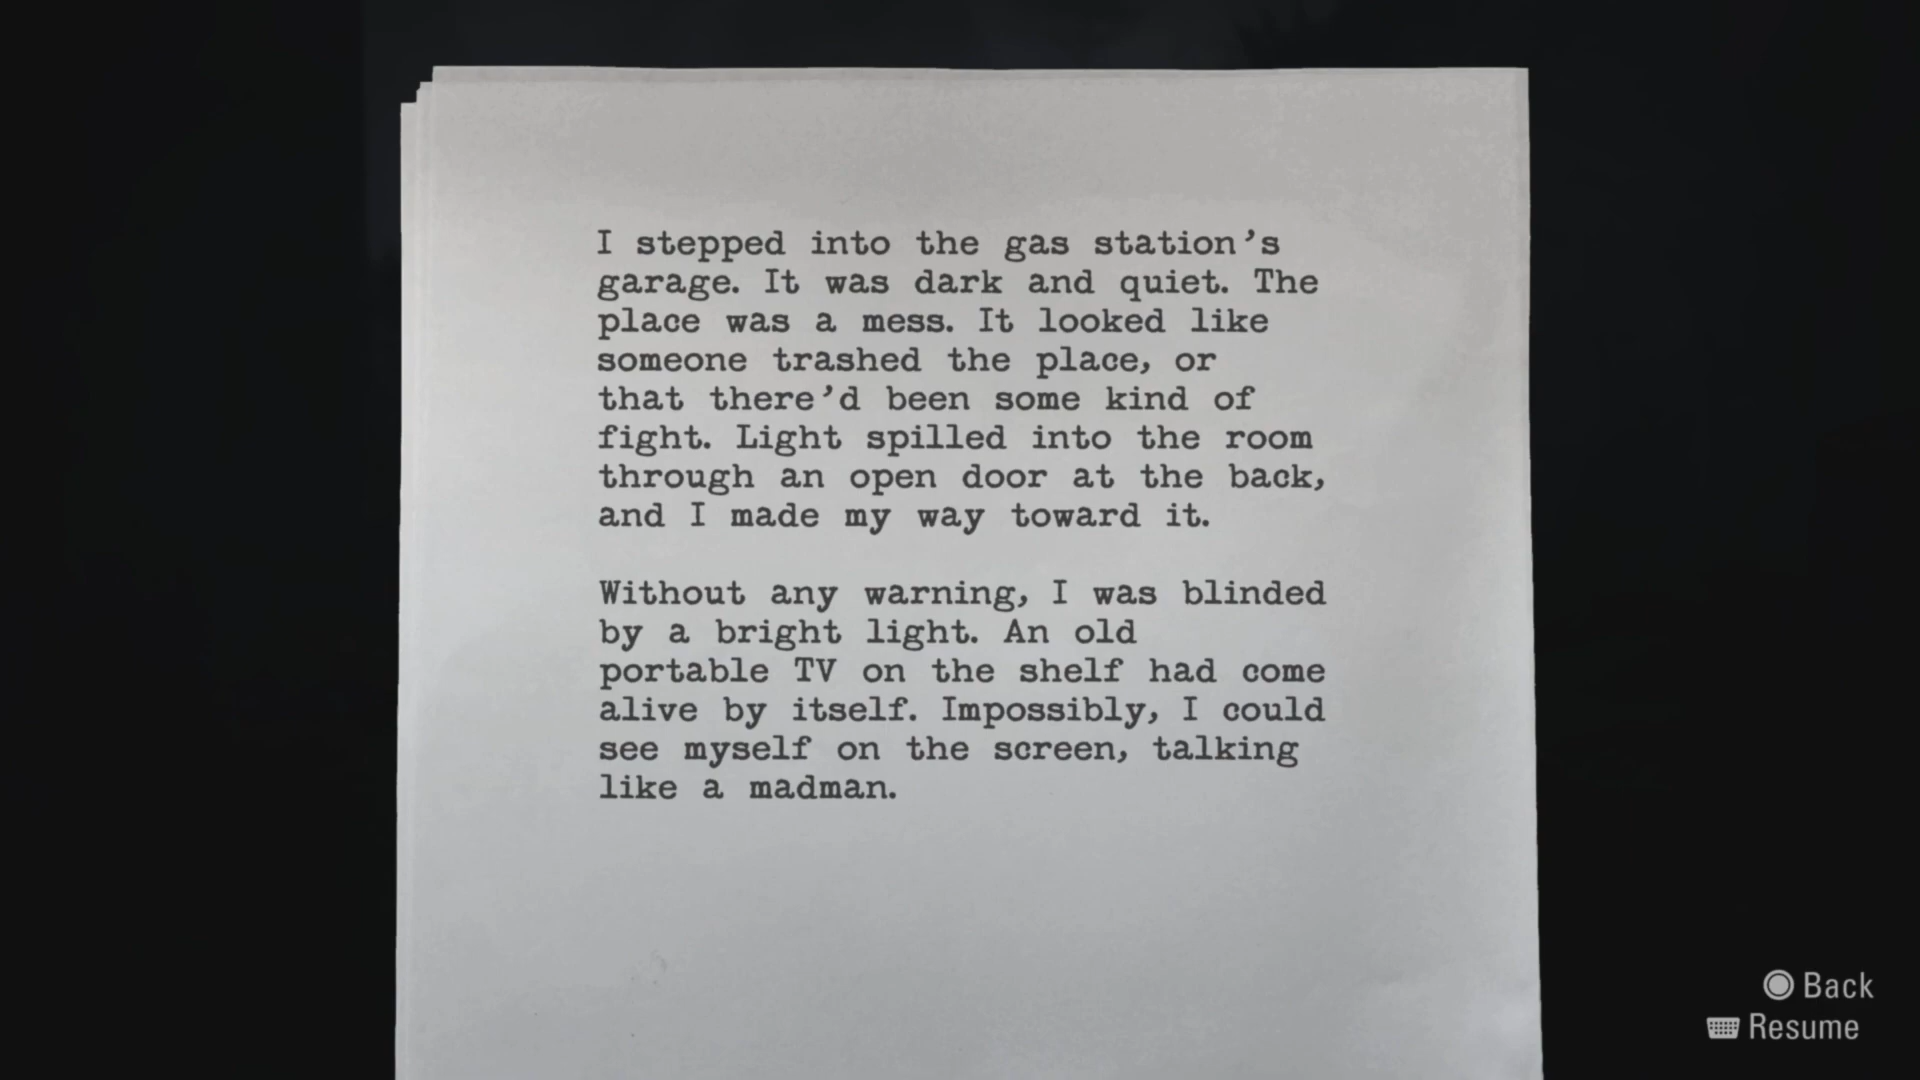 I stepped into the gas station’s
garage. It was dark and quiet. The
place was a mess. It looked like
someone trashed the place, or
that there’d been some kind of
fight. Light spilled into the room
through an open door at the back,
and I made my way toward it.
Without any warning, I was blinded
by a bright light. An old
portable TV on the shelf had come
alive by itself. Impossibly, I could
see myself on the screen, talking
like a madman.
Back
Resume